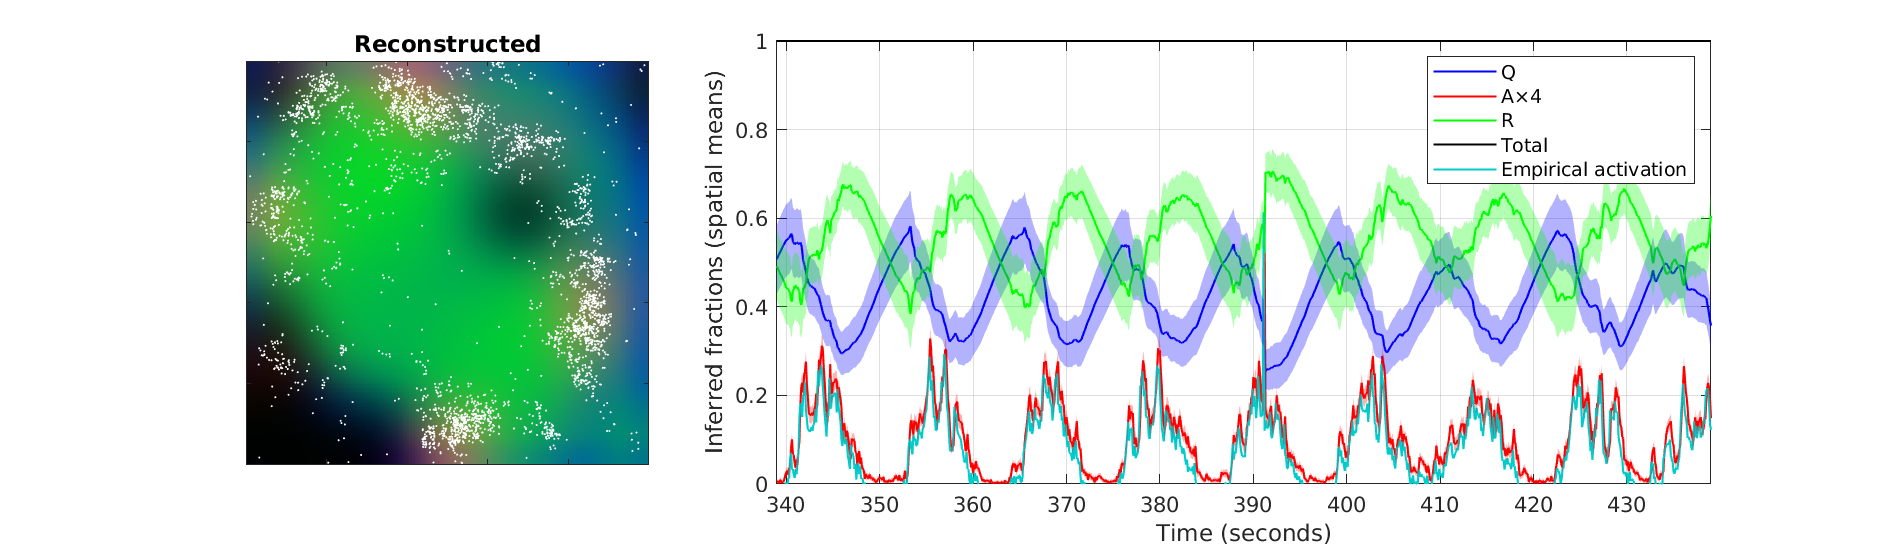 Reconstructed
Inferred fractions (spatial means)
1
0.8
0.6
0.4
0.2
0
Q
A×4
R
Total
Empirical activation
340 350 360 370 380 390 400 410 420 430
Time (seconds)